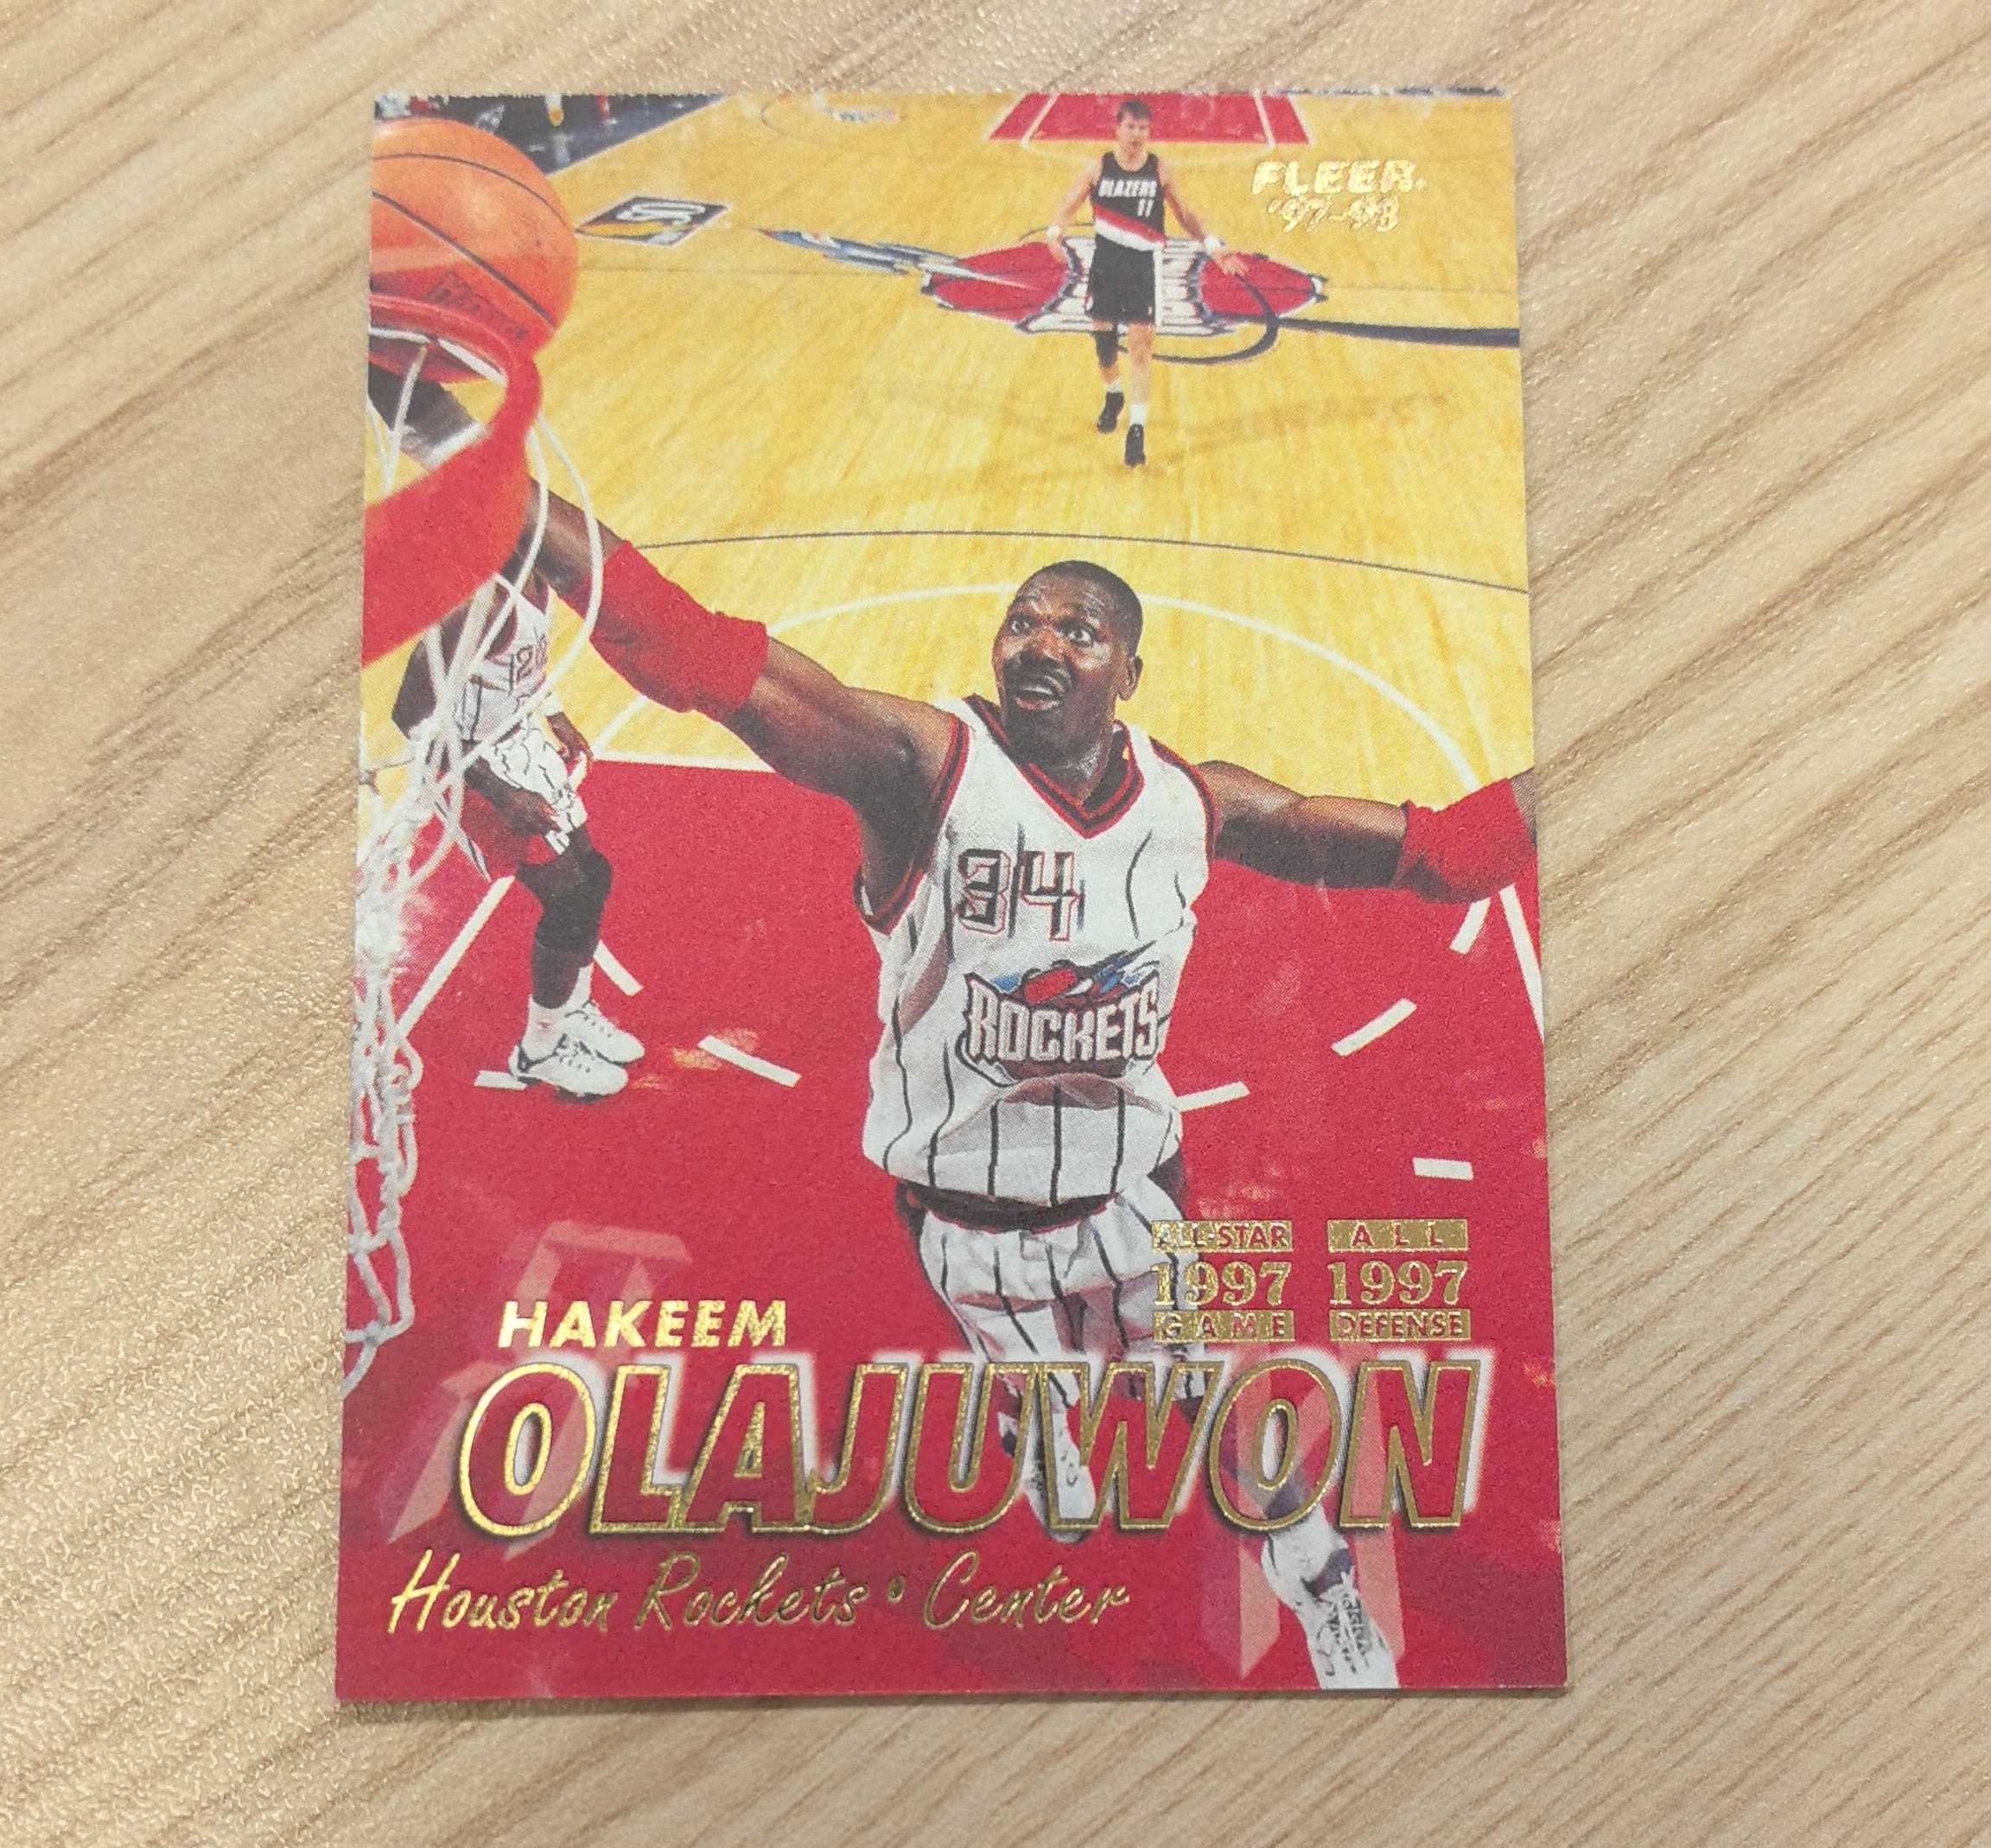 FLEER
'97-98
BLAZERS
11
34
ROCKETS
ALL-STAR
1997
GAME
ALL
1997
DEFENSE
HAKEEM
OLAJUWON
Houston Rockets • Center